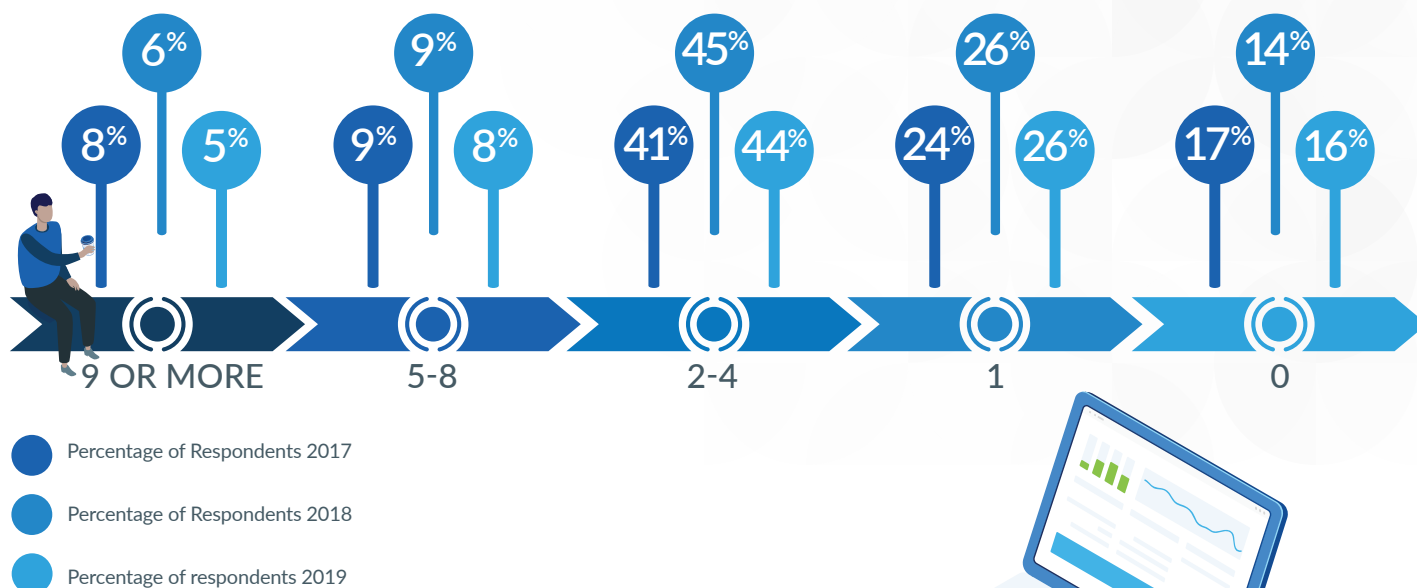 6% 9% 45% 26% 14%
8% 5% 9% 8% 41% 44% 24% 26% 17% 16%
9 OR MORE 5-8 2-4 1 0
Percentage of Respondents 2017
Percentage of Respondents 2018
Percentage of respondents 2019